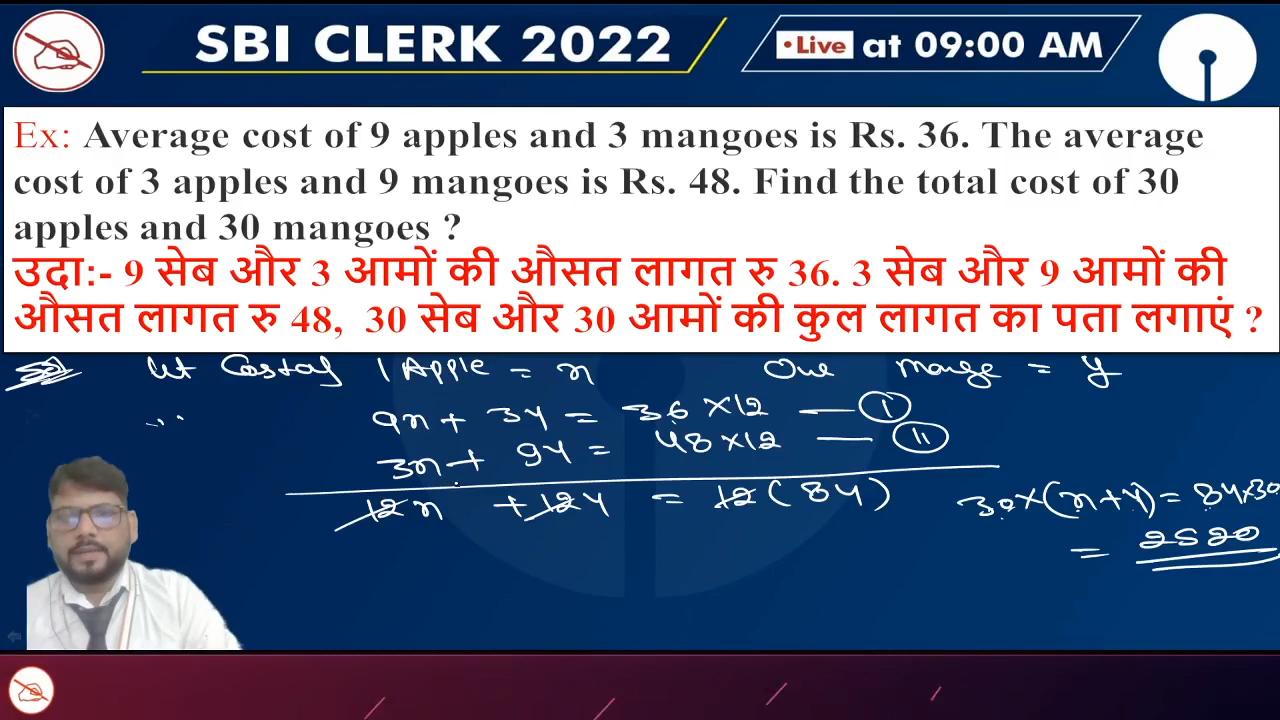 SBI CLERK 2022
•Live at 09:00 AM
Ex: Average cost of 9 apples and 3 mangoes is Rs. 36. The average
cost of 3 apples and 9 mangoes is Rs. 48. Find the total cost of 30
apples and 30 mangoes ?
उदाः- 9 सेब और 3 आमों की औसत लागत रु 36. 3 सेब और 9 आमों की
औसत लागत रु 48, 30 सेब और 30 आमों की कुल लागत का पता लगाएं ?
let Cost of 1 Apple = x One mango = y
9x + 3y = 36 × 12 — I
3x + 9y = 48 × 12 — II
12x + 12y = 12 ( 84 )
30 × (x + y) = 84 × 30
= 2520